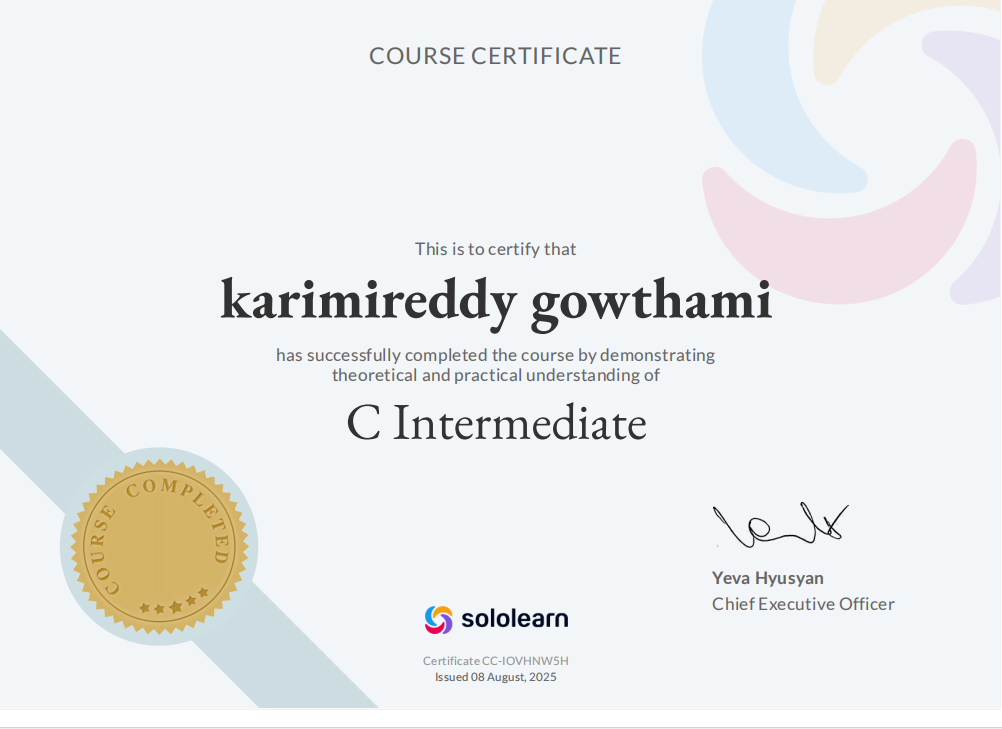 COURSE CERTIFICATE
This is to certify that
karimireddy gowthami
has successfully completed the course by demonstrating
theoretical and practical understanding of
C Intermediate
COURSE COMPLETED
Yeva Hyusyan
Chief Executive Officer
sololearn
Certificate CC-IOVHNW5H
Issued 08 August, 2025